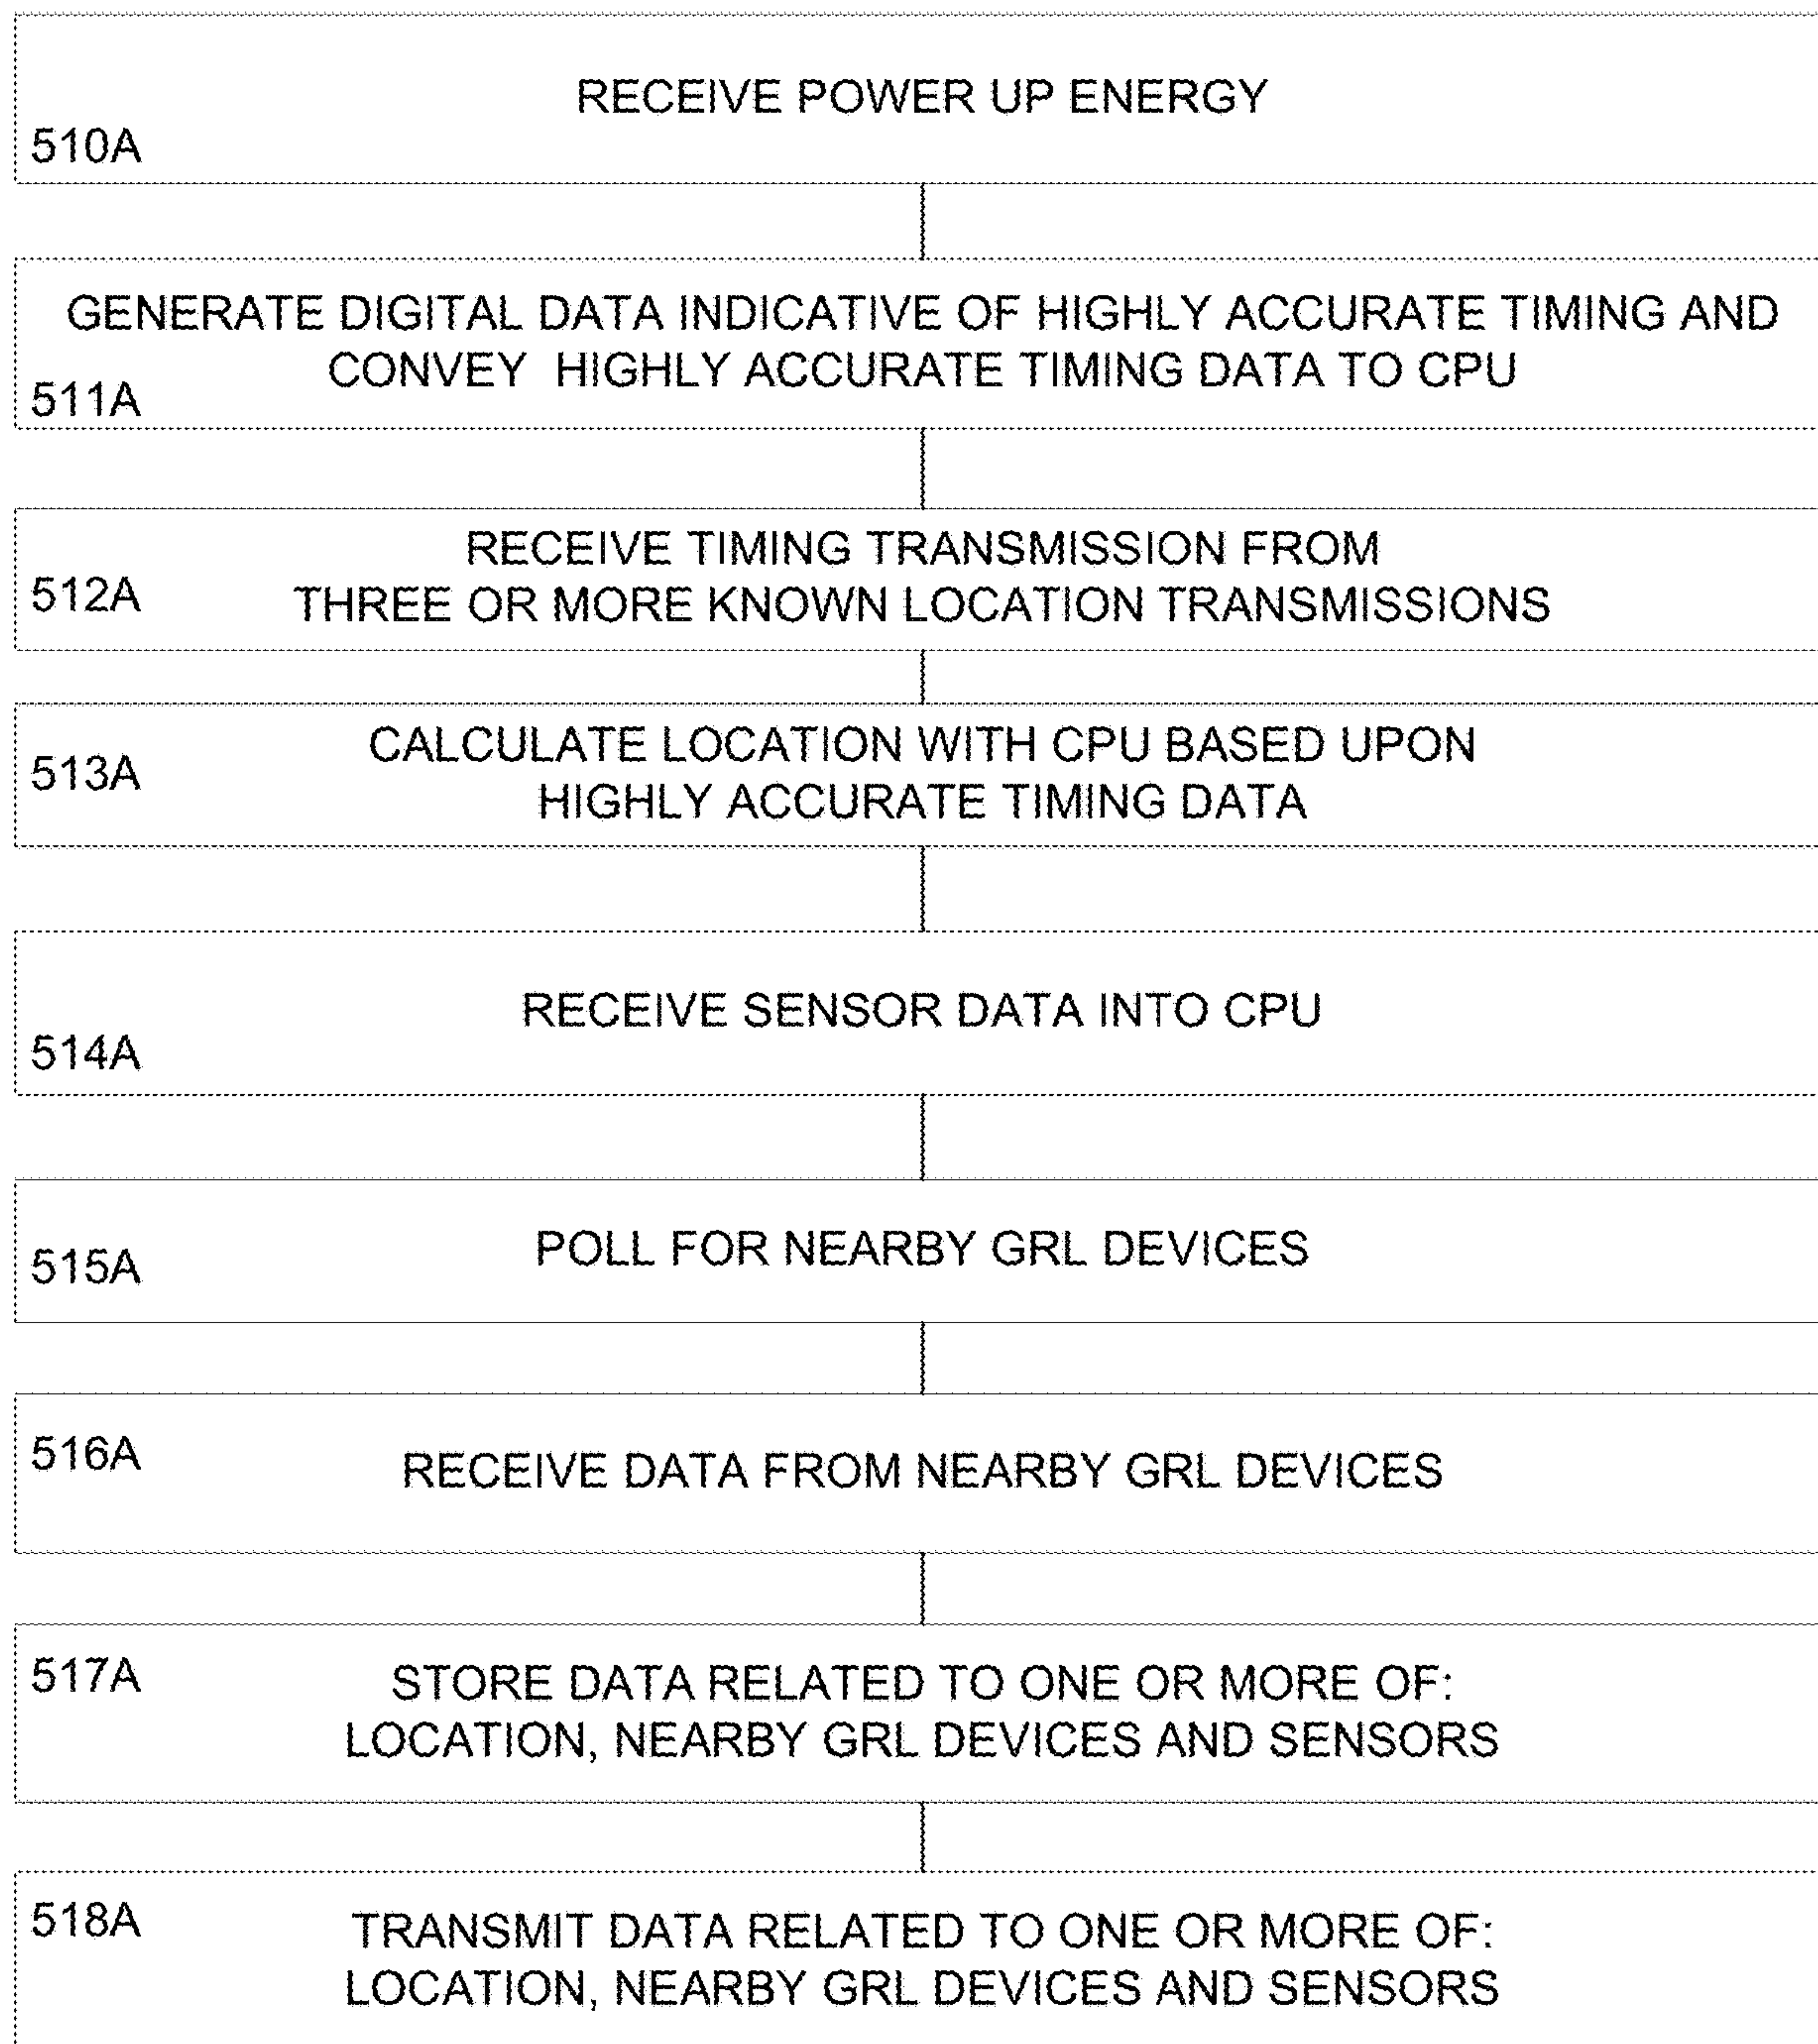 RECEIVE POWER UP ENERGY
510A
GENERATE DIGITAL DATA INDICATIVE OF HIGHLY ACCURATE TIMING AND
CONVEY HIGHLY ACCURATE TIMING DATA TO CPU
511A
RECEIVE TIMING TRANSMISSION FROM
512A
THREE OR MORE KNOWN LOCATION TRANSMISSIONS
CALCULATE LOCATION WITH CPU BASED UPON
513A
HIGHLY ACCURATE TIMING DATA
RECEIVE SENSOR DATA INTO CPU
514A
POLL FOR NEARBY GRL DEVICES
515A
516A
RECEIVE DATA FROM NEARBY GRL DEVICES
517A
STORE DATA RELATED TO ONE OR MORE OF:
LOCATION, NEARBY GRL DEVICES AND SENSORS
518A
TRANSMIT DATA RELATED TO ONE OR MORE OF:
LOCATION, NEARBY GRL DEVICES AND SENSORS